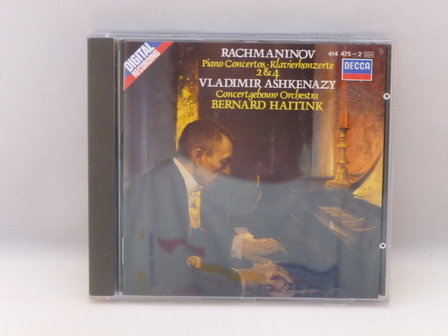 DIGITAL
RECORDING
RACHMANINOV
414 475-2
Piano Concertos·Klavierkonzerte
2 & 4
DECCA
VLADIMIR ASHKENAZY
Concertgebouw Orchestra
BERNARD HAITINK